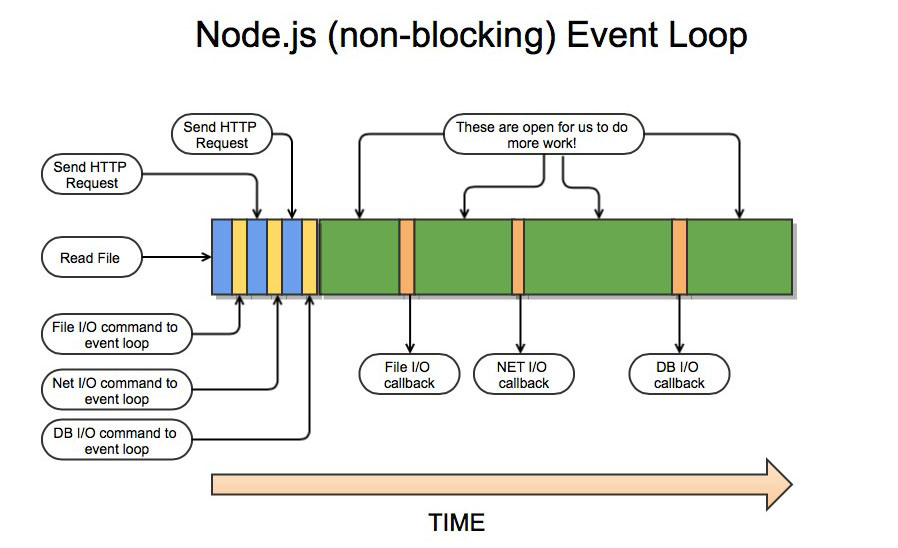 Node.js (non-blocking) Event Loop
Send HTTP
Request
These are open for us to do
more work!
Send HTTP
Request
Read File
File I/O command to
event loop
Net I/O command to
event loop
DB I/O command to
event loop
File I/O
callback
NET I/O
callback
DB I/O
callback
TIME